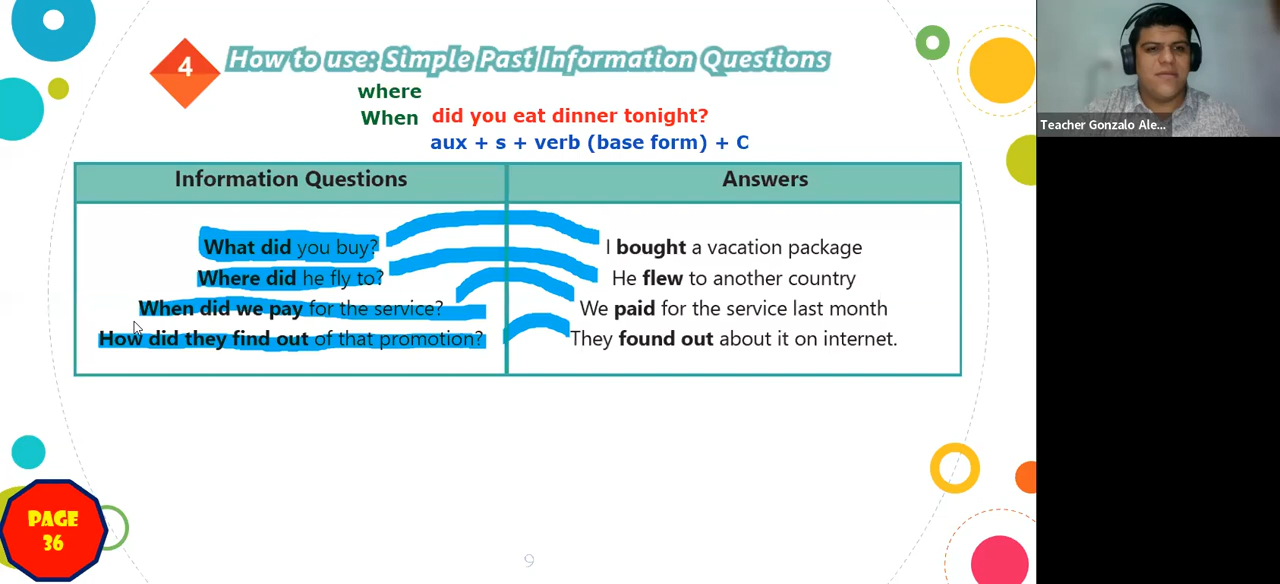 4
How to use: Simple Past Information Questions
where
When did you eat dinner tonight?
aux + s + verb (base form) + C
Information Questions
Answers
What did you buy?
I bought a vacation package
Where did he fly to?
He flew to another country
When did we pay for the service?
We paid for the service last month
How did they find out of that promotion?
They found out about it on internet.
PAGE
36
9
Teacher Gonzalo Ale...